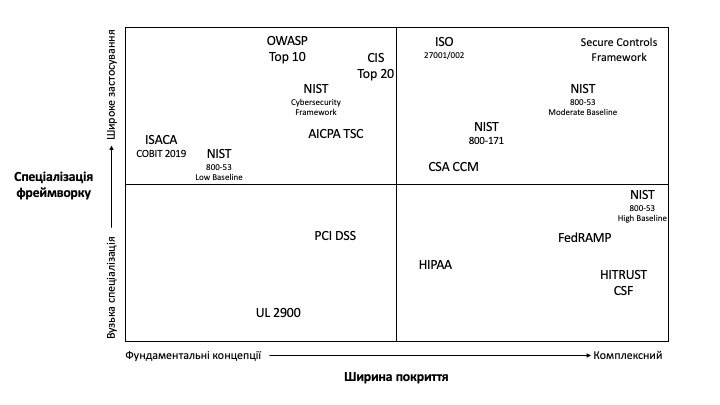 Широке застосування
OWASP
Top 10
CIS
Top 20
ISO
27001/002
Secure Controls
Framework
NIST
Cybersecurity
Framework
NIST
800-53
Moderate Baseline
AICPA TSC
NIST
800-171
ISACA
COBIT 2019
NIST
800-53
Low Baseline
CSA CCM
Спеціалізація
фреймворку
NIST
800-53
High Baseline
PCI DSS
FedRAMP
HIPAA
HITRUST
CSF
UL 2900
Вузька спеціалізація
Фундаментальні концепції
Комплексний
Ширина покриття